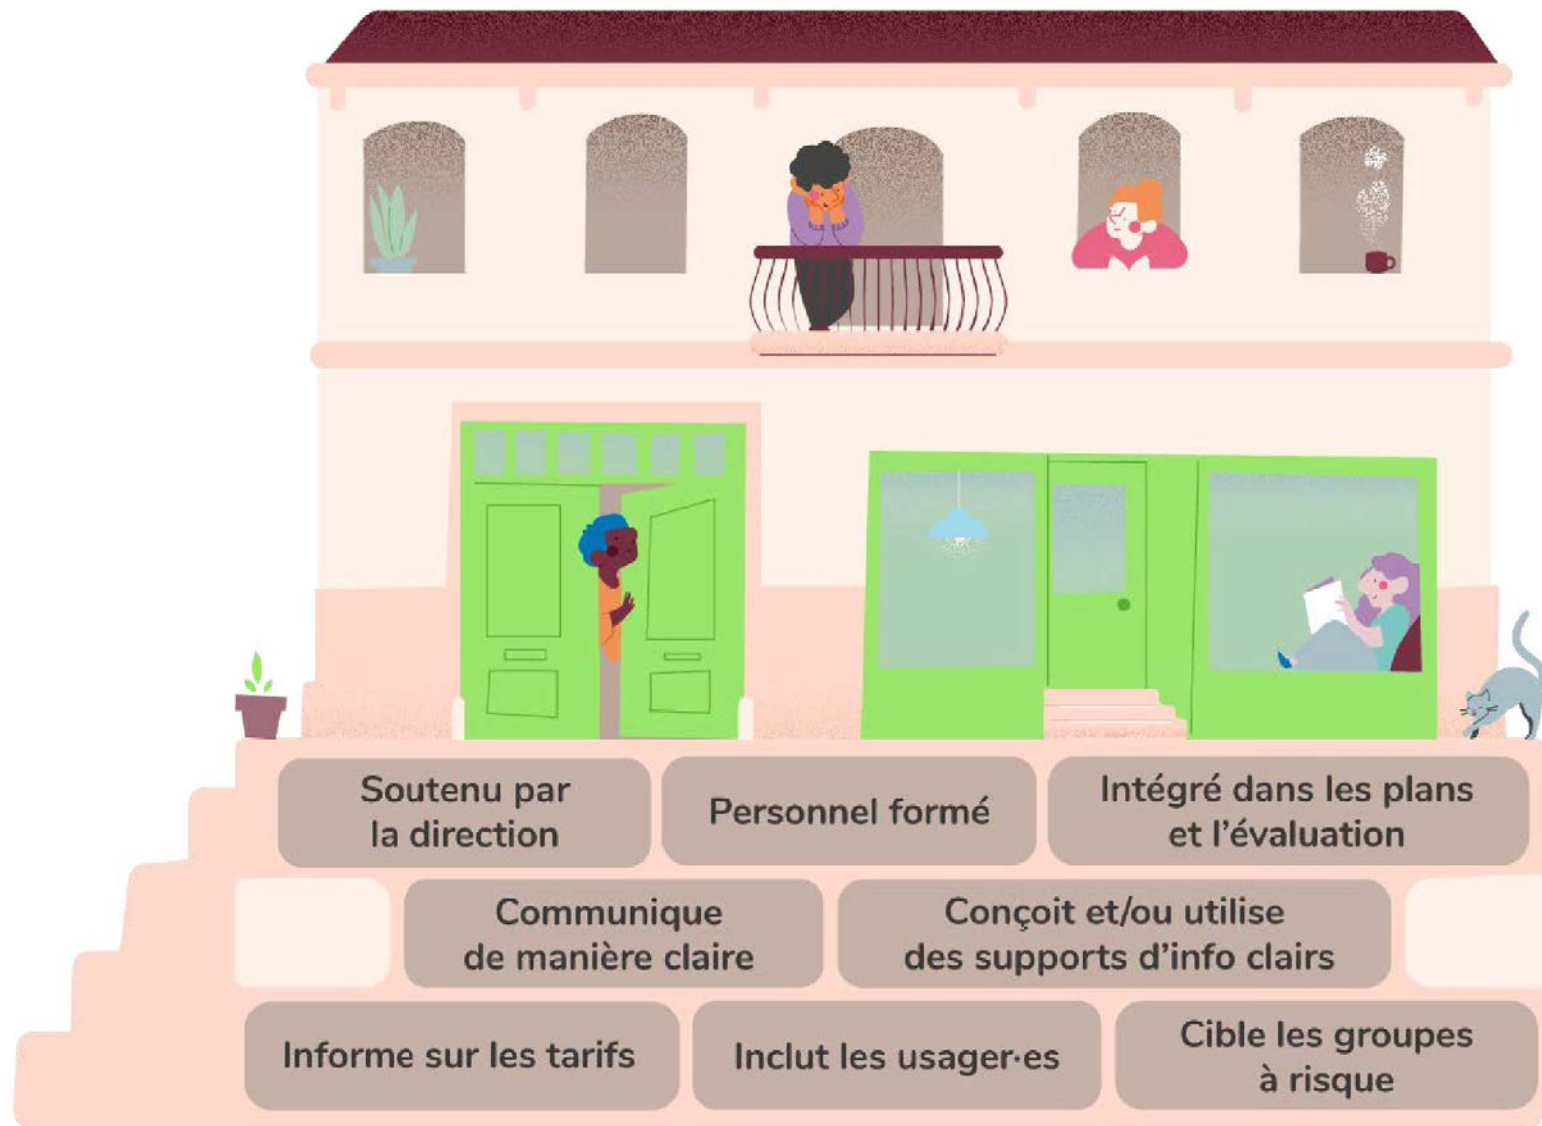 Soutenu par
la direction
Personnel formé
Intégré dans les plans
et l'évaluation
Communique
de manière claire
Conçoit et/ou utilise
des supports d'info clairs
Informe sur les tarifs
Inclut les usager·es
Cible les groupes
à risque